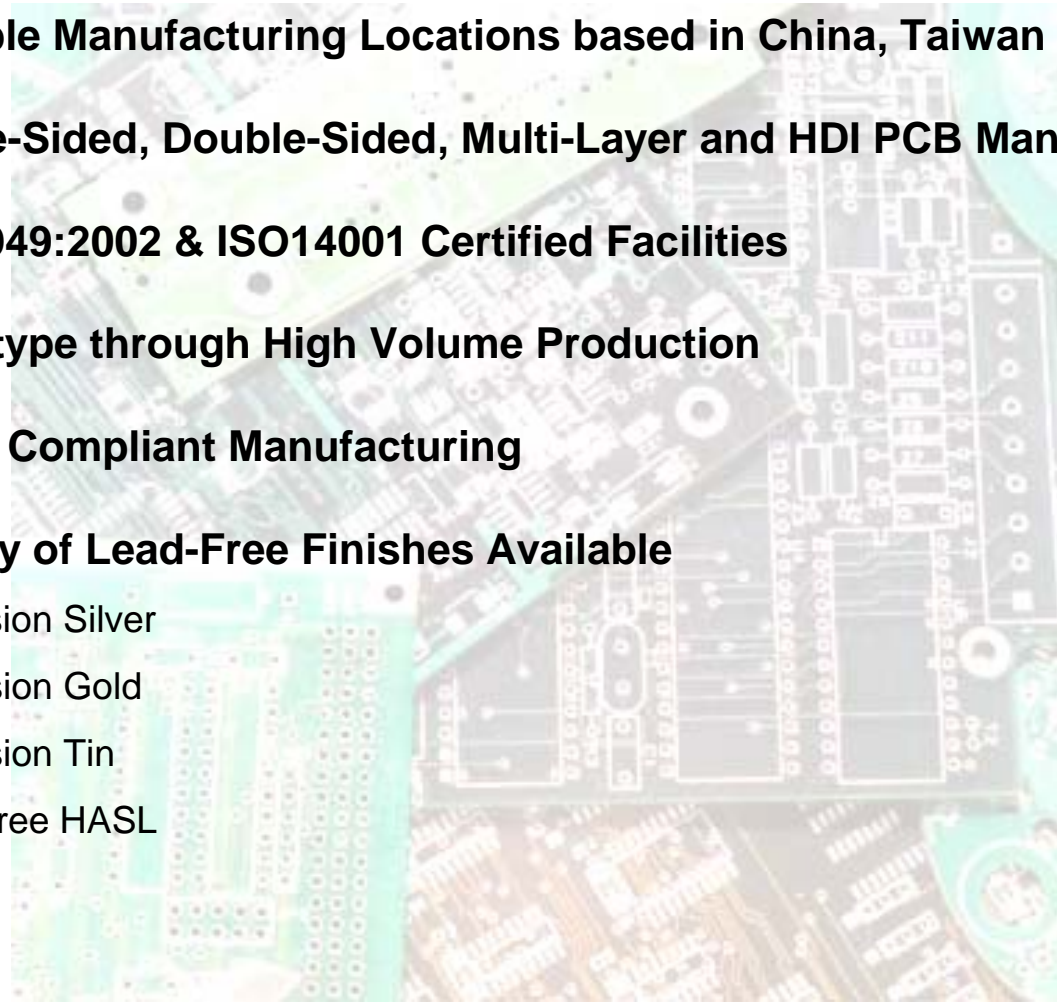 ple Manufacturing Locations based in China, Taiwan
e-Sided, Double-Sided, Multi-Layer and HDI PCB Man
949:2002 & ISO14001 Certified Facilities
type through High Volume Production
Compliant Manufacturing
y of Lead-Free Finishes Available
sion Silver
sion Gold
sion Tin
ree HASL